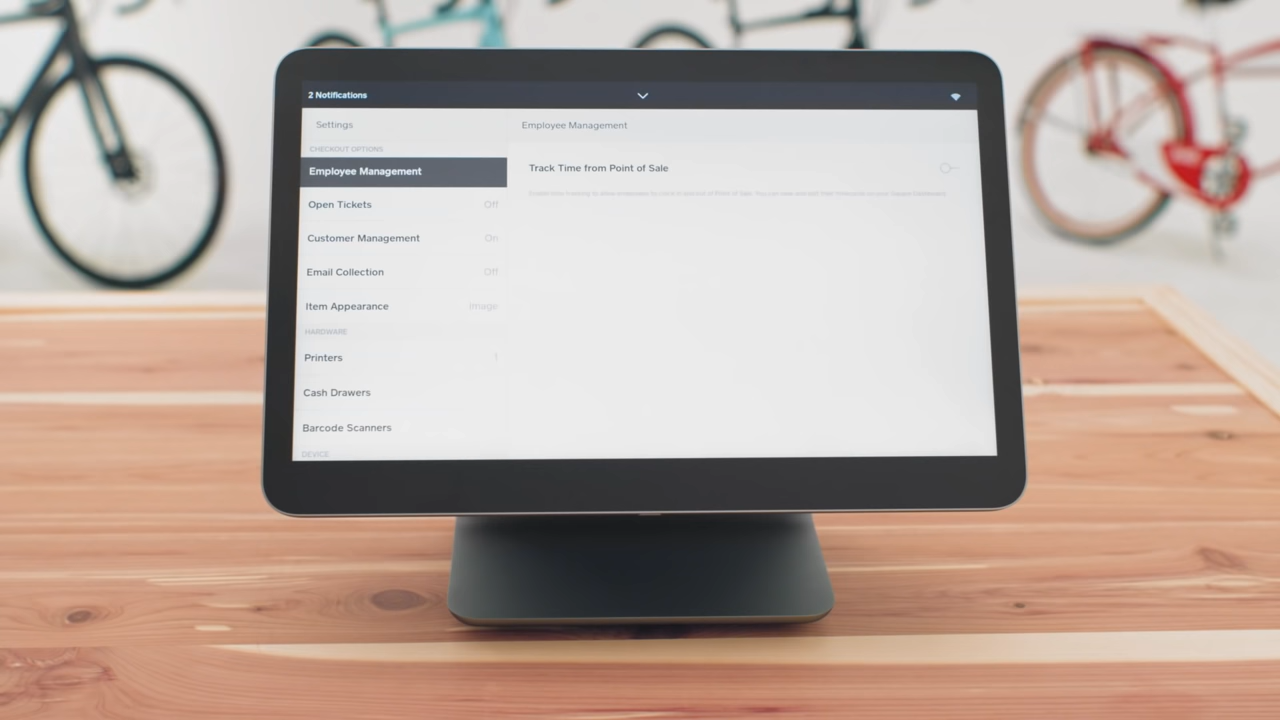 2 Notifications
Settings
Employee Management
CHECKOUT OPTIONS
Employee Management
Track Time from Point of Sale
Open Tickets Off
Customer Management On
Email Collection Off
Item Appearance Image
HARDWARE
Printers 1
Cash Drawers
Barcode Scanners
DEVICE